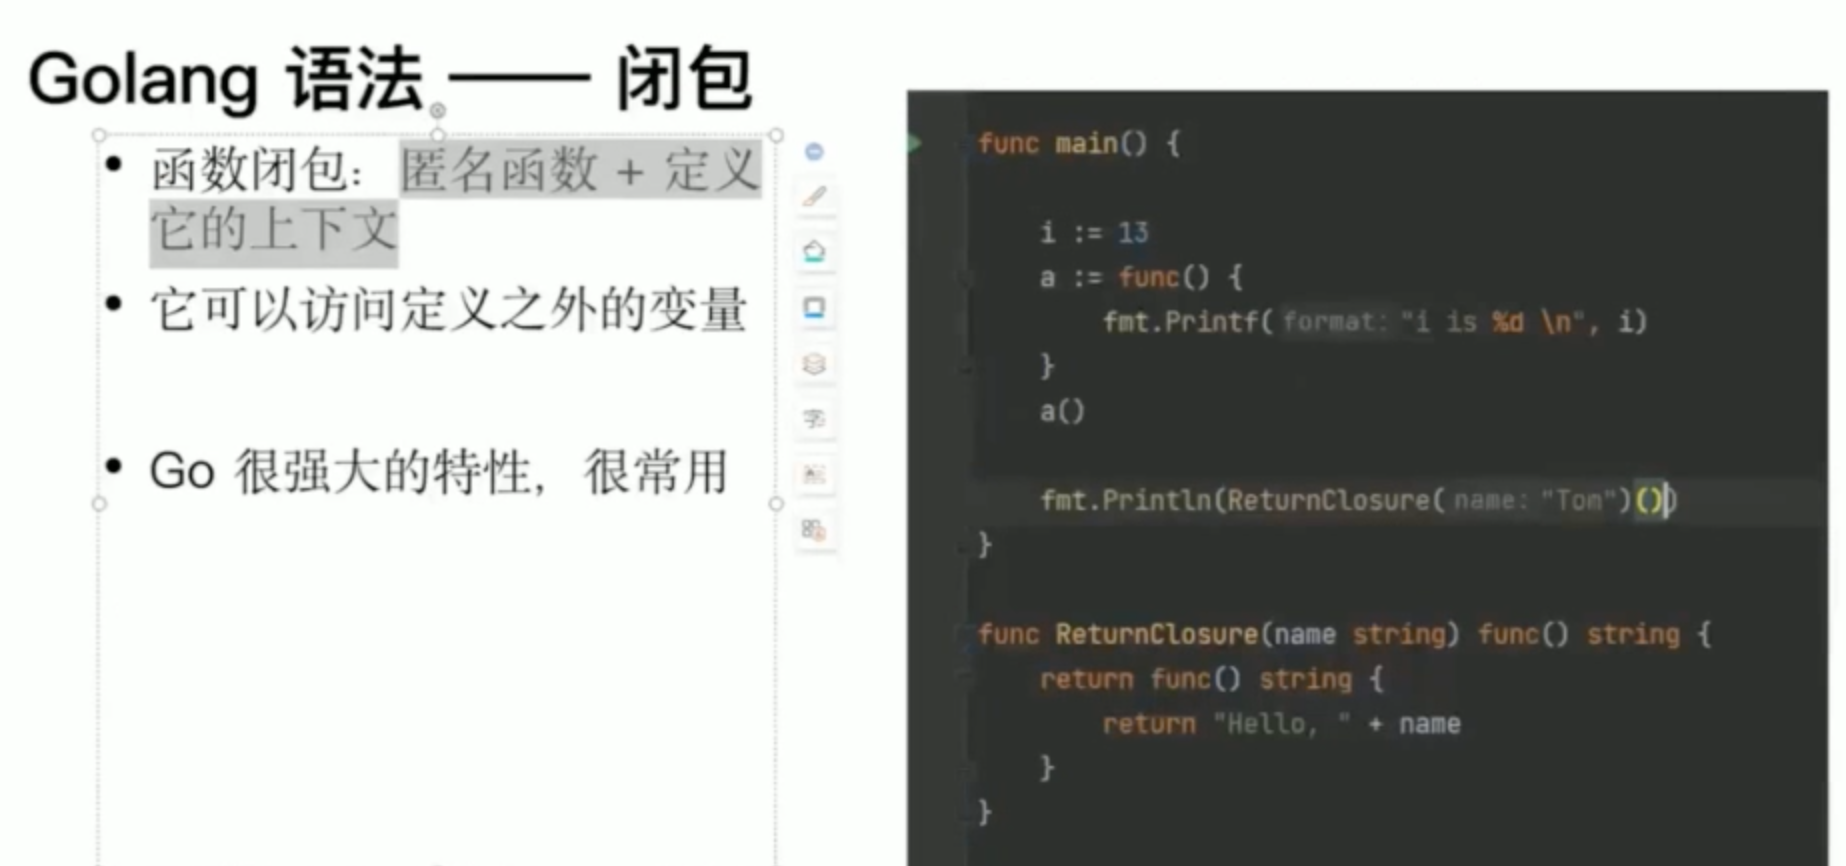 Golang 语法 —— 闭包
• 函数闭包：匿名函数 + 定义
它的上下文
• 它可以访问定义之外的变量
• Go 很强大的特性，很常用
func main() {
i := 13
a := func() {
fmt.Printf( format: "i is %d \n", i)
}
a()
fmt.Println(ReturnClosure( name: "Tom")())
}
func ReturnClosure(name string) func() string {
return func() string {
return "Hello, " + name
}
}